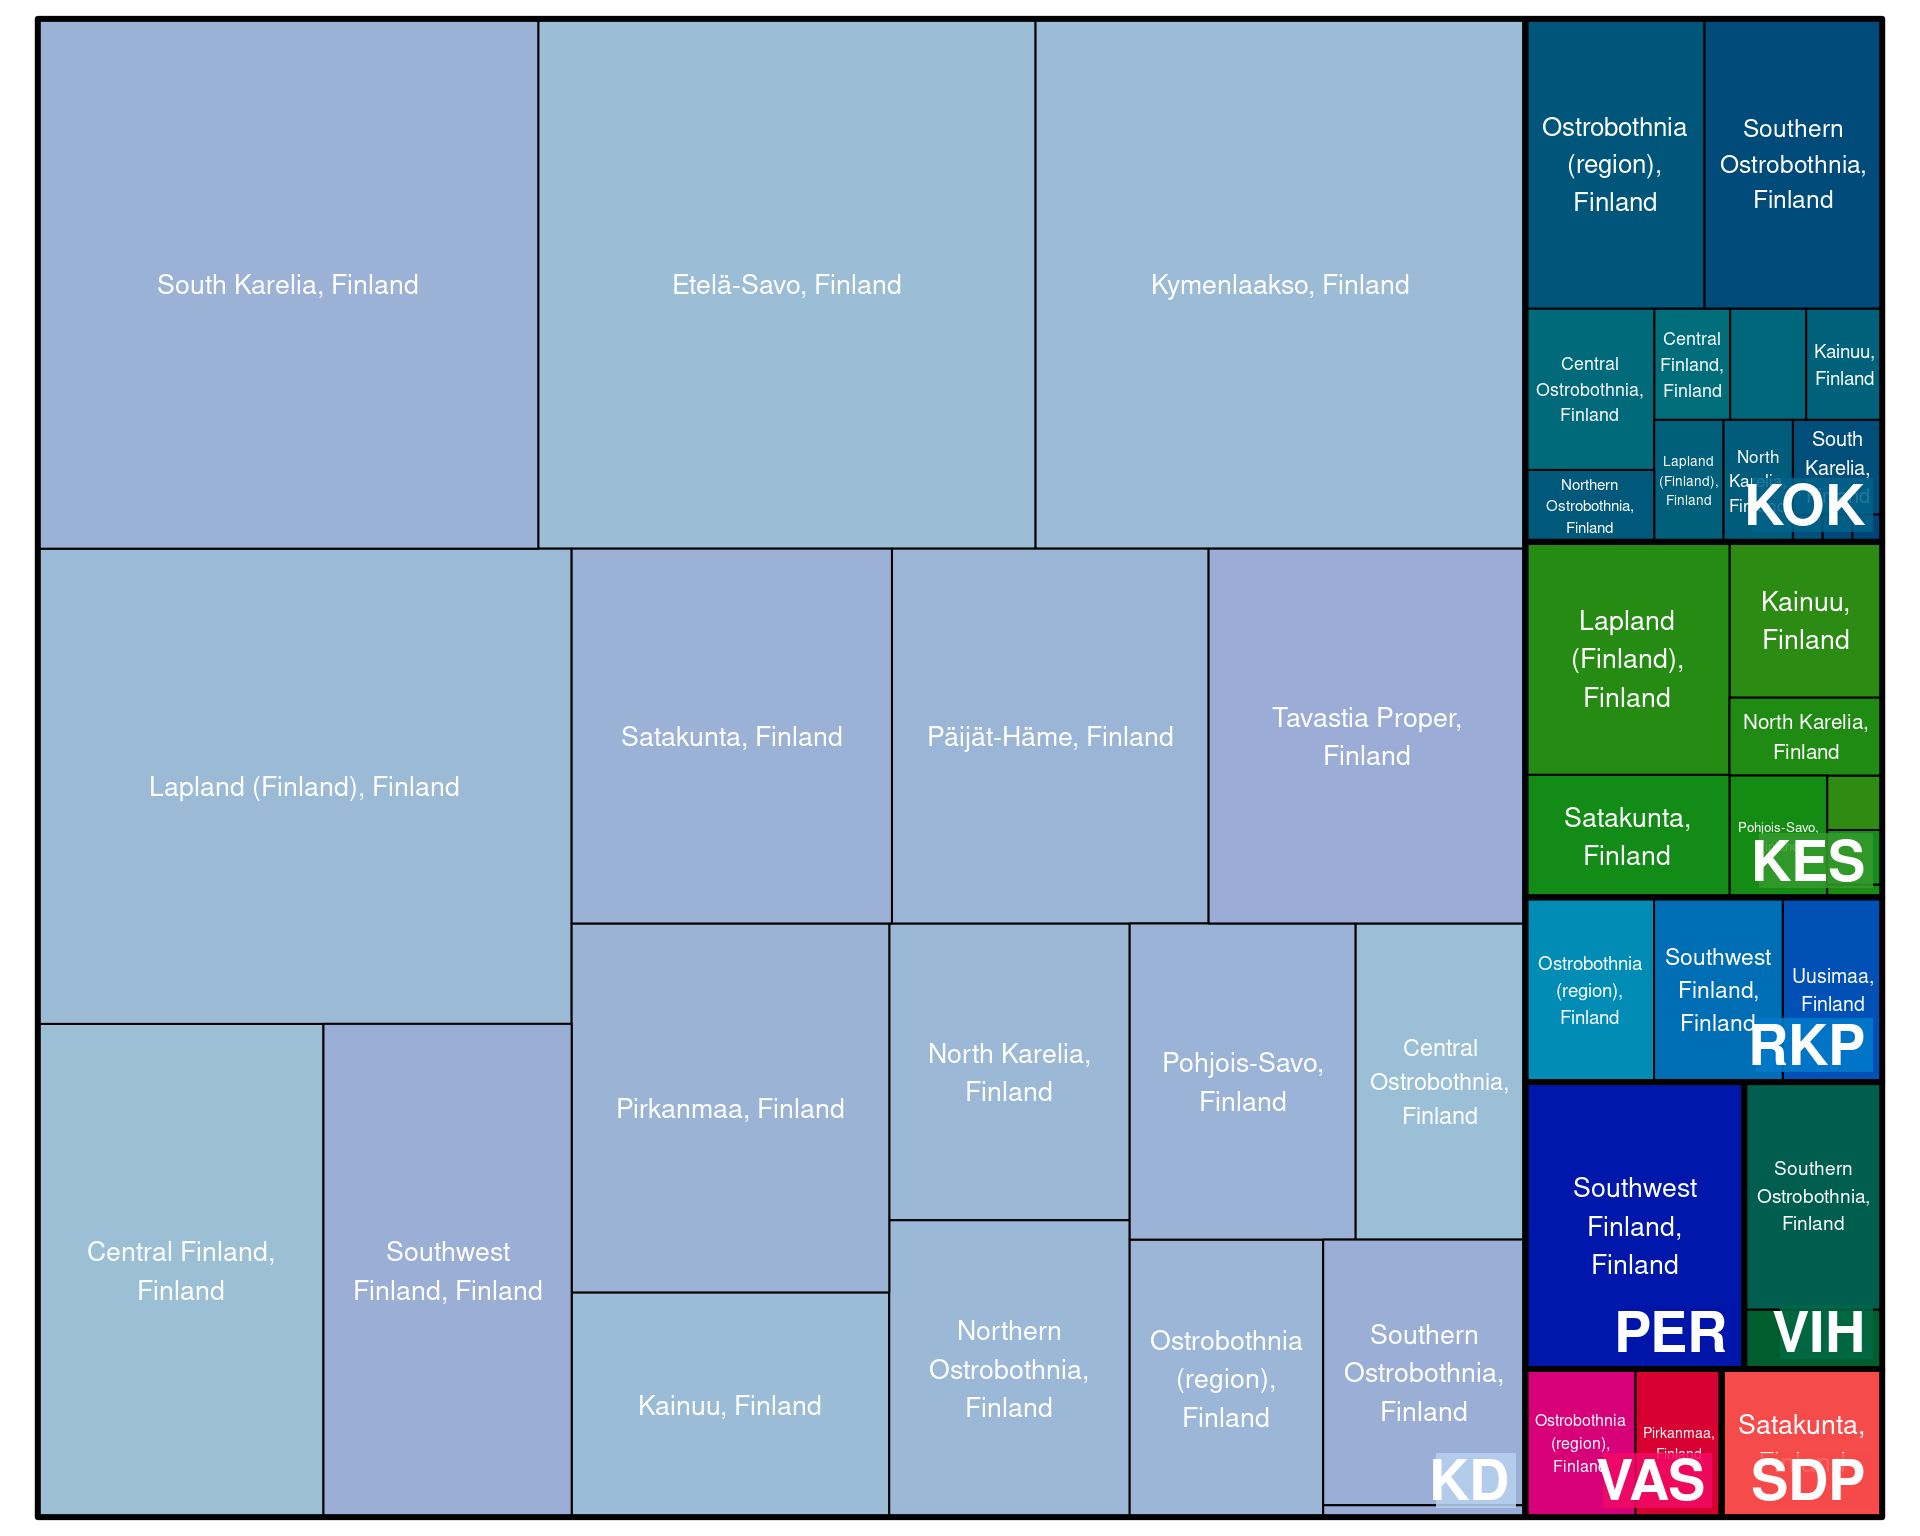 South Karelia, Finland
Etelä-Savo, Finland
Kymenlaakso, Finland
Lapland (Finland), Finland
Satakunta, Finland
Päijät-Häme, Finland
Tavastia Proper,
Finland
Central Finland,
Finland
Southwest
Finland, Finland
Pirkanmaa, Finland
Kainuu, Finland
North Karelia,
Finland
Northern
Ostrobothnia,
Finland
Pohjois-Savo,
Finland
Central
Ostrobothnia,
Finland
Ostrobothnia
(region),
Finland
Southern
Ostrobothnia,
Finland
KD
Ostrobothnia
(region),
Finland
Southern
Ostrobothnia,
Finland
Central
Ostrobothnia,
Finland
Northern
Ostrobothnia,
Finland
Central
Finland,
Finland
Kainuu,
Finland
Lapland
(Finland),
Finland
North
Karelia,
Finland
South
Karelia,
Finland
KOK
Lapland
(Finland),
Finland
Kainuu,
Finland
North Karelia,
Finland
Satakunta,
Finland
Pohjois-Savo,
KES
Ostrobothnia
(region),
Finland
Southwest
Finland,
Finland
Uusimaa,
Finland
RKP
Southwest
Finland,
Finland
PER
Southern
Ostrobothnia,
Finland
VIH
Ostrobothnia
(region),
Finland
Pirkanmaa,
Finland
VAS
Satakunta,
Finland
SDP